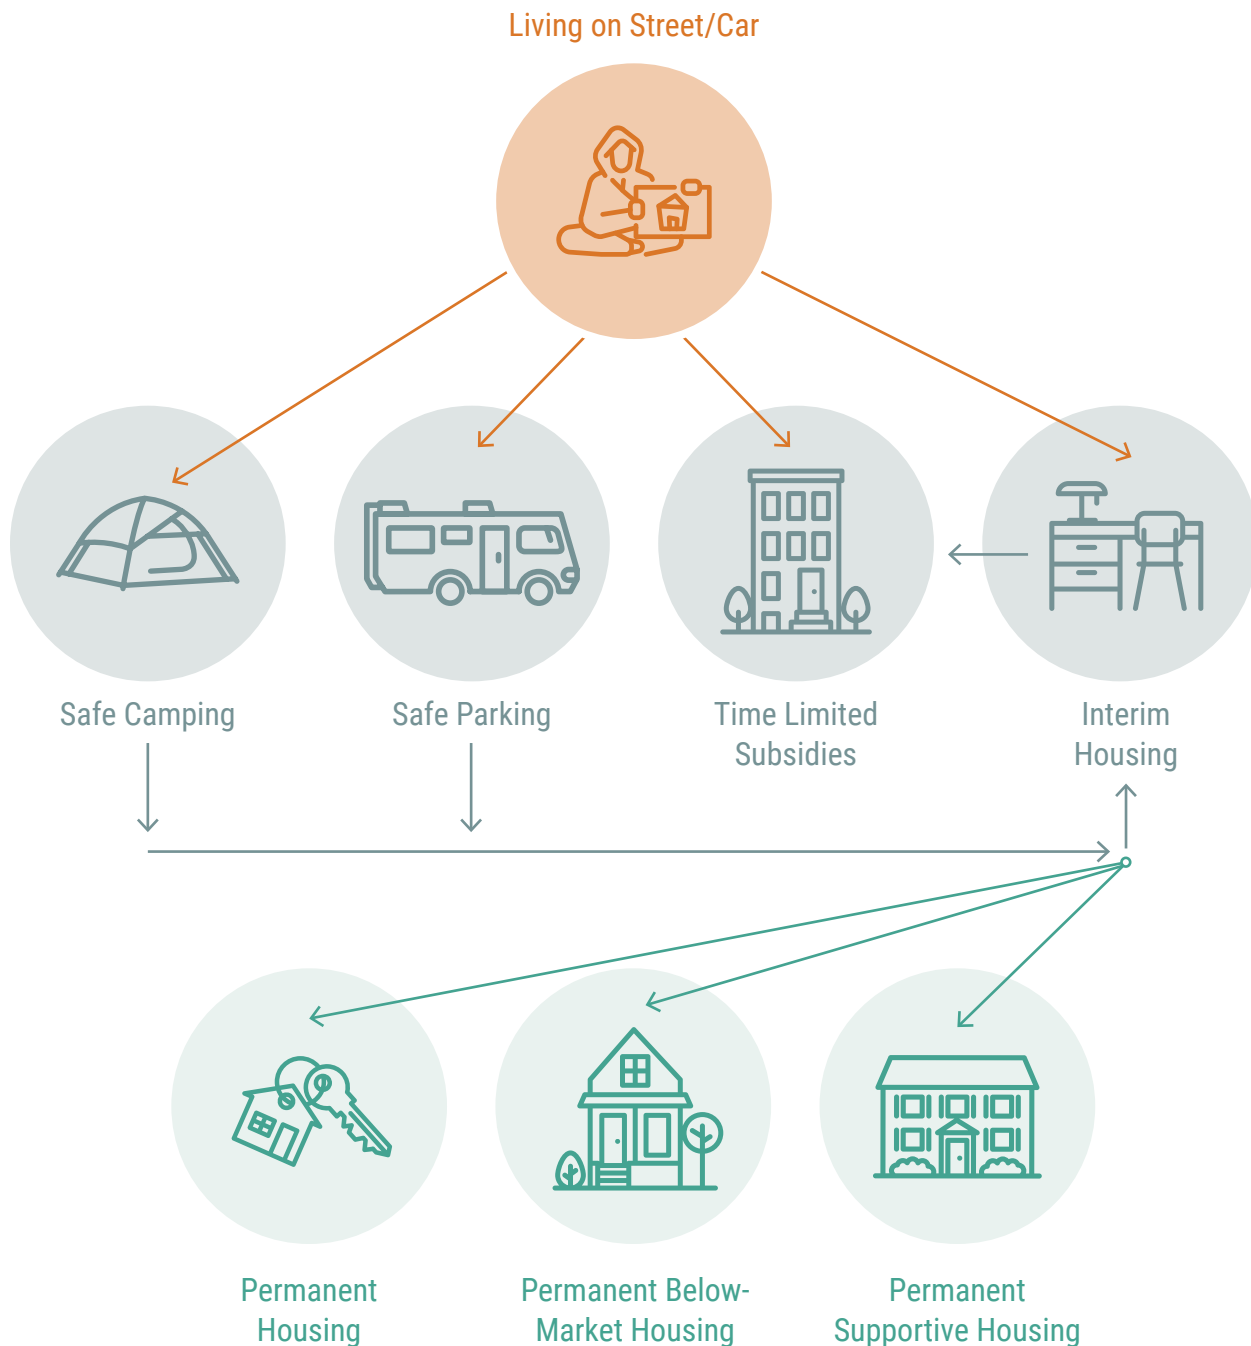 Living on Street/Car
Safe Camping
Safe Parking
Time Limited
Subsidies
Interim
Housing
Permanent
Housing
Permanent Below-
Market Housing
Permanent
Supportive Housing